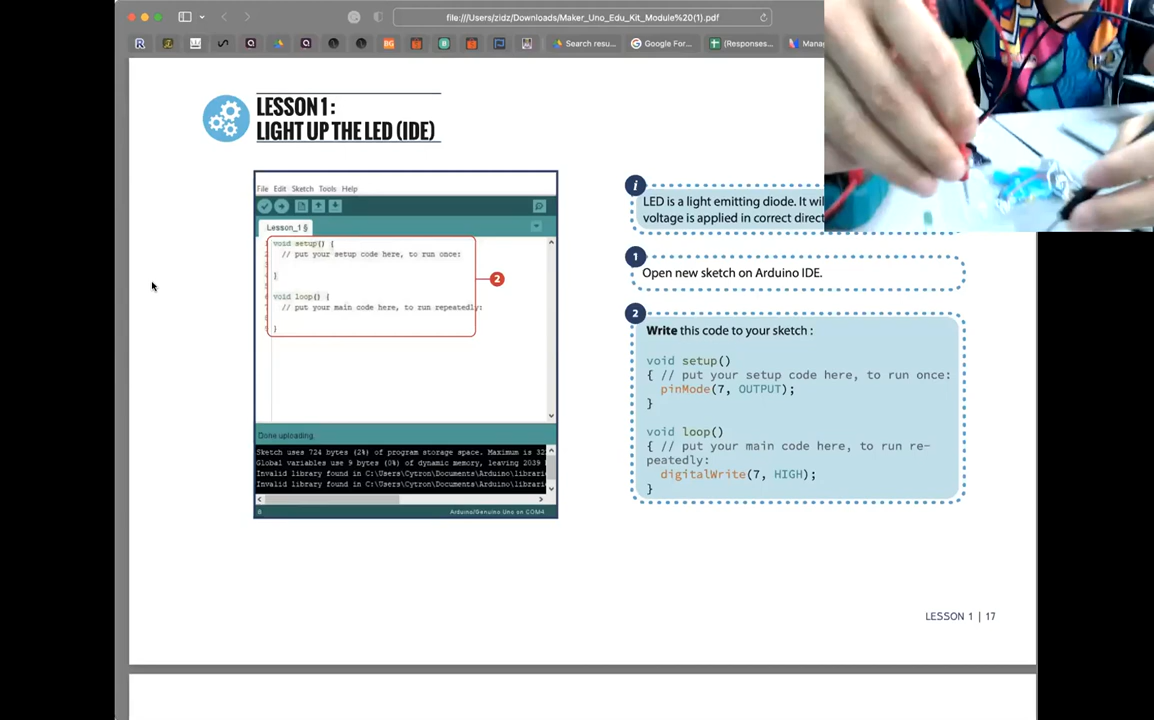 file:///Users/zidz/Downloads/Maker_Uno_Edu_Kit_Module%20(1).pdf
Search resu...
Google For...
(Responses...
Manag
LESSON 1 :
LIGHT UP THE LED (IDE)
File Edit Sketch Tools Help
Lesson_1 §
void setup() {
// put your setup code here, to run once:
}
void loop() {
// put your main code here, to run repeatedly:
}
2
Done uploading.
Sketch uses 724 bytes (2%) of program storage space. Maximum is 32
Global variables use 9 bytes (0%) of dynamic memory, leaving 2039
Invalid library found in C:\Users\Cytron\Documents\Arduino\librari
Invalid library found in C:\Users\Cytron\Documents\Arduino\librari
8
Arduino/Genuino Uno on COM4
i
LED is a light emitting diode. It wil
voltage is applied in correct direct
1
Open new sketch on Arduino IDE.
2
Write this code to your sketch :
void setup()
{ // put your setup code here, to run once:
pinMode(7, OUTPUT);
}
void loop()
{ // put your main code here, to run re-
peatedly:
digitalWrite(7, HIGH);
}
LESSON 1 | 17